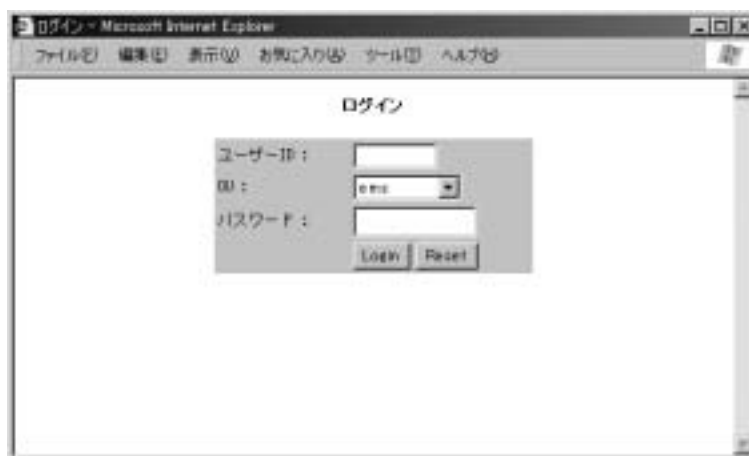 ログイン - Microsoft Internet Explorer
ファイル(F) 編集(E) 表示(V) お気に入り(A) ツール(T) ヘルプ(H)
ログイン
ユーザーID：
OU：
パスワード：
Login Reset